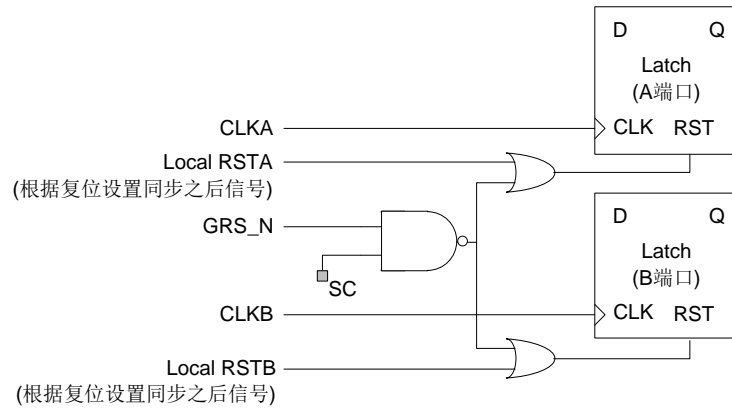 D Q
Latch
(A端口)
CLK RST
CLKA
Local RSTA
(根据复位设置同步之后信号)
GRS_N
SC
D Q
Latch
(B端口)
CLK RST
CLKB
Local RSTB
(根据复位设置同步之后信号)